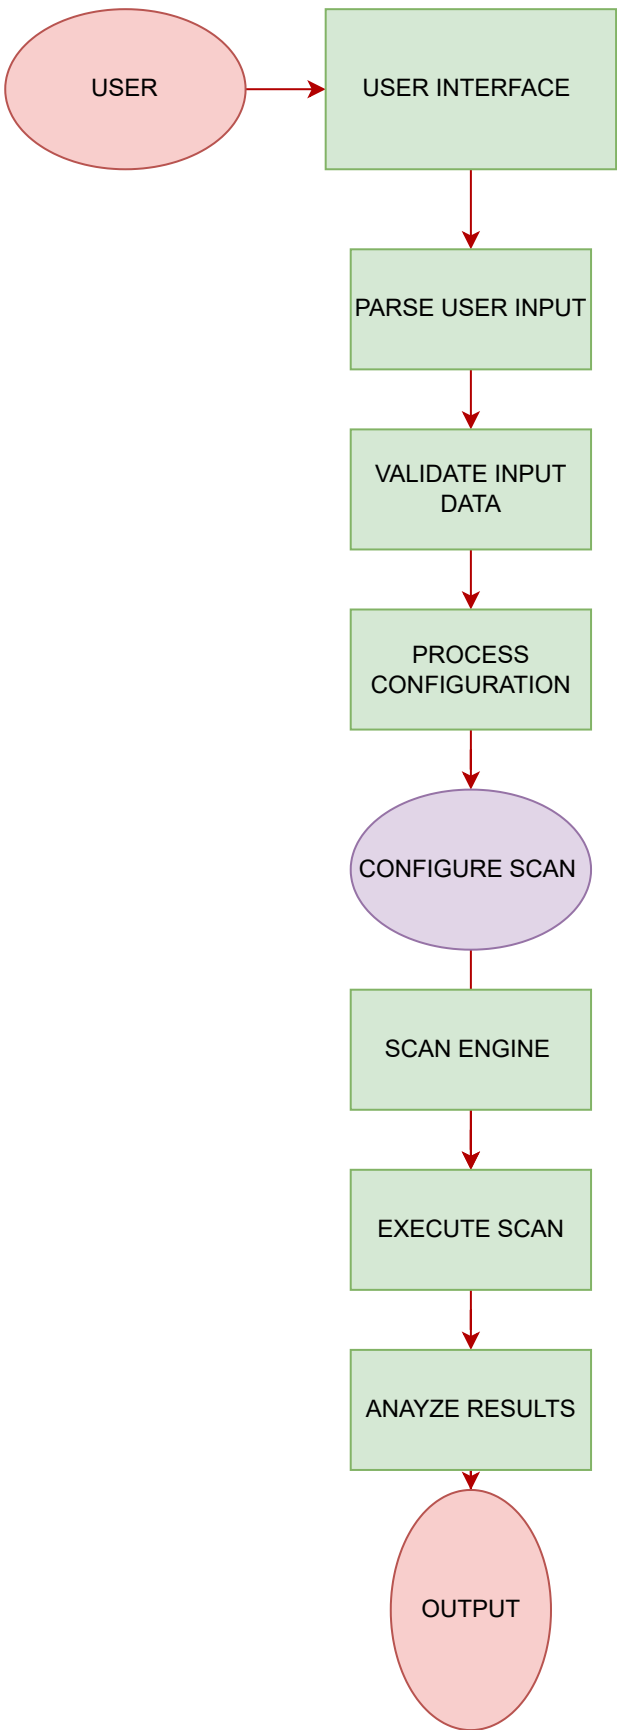 USER
USER INTERFACE
PARSE USER INPUT
VALIDATE INPUT
DATA
PROCESS
CONFIGURATION
CONFIGURE SCAN
SCAN ENGINE
EXECUTE SCAN
ANAYZE RESULTS
OUTPUT